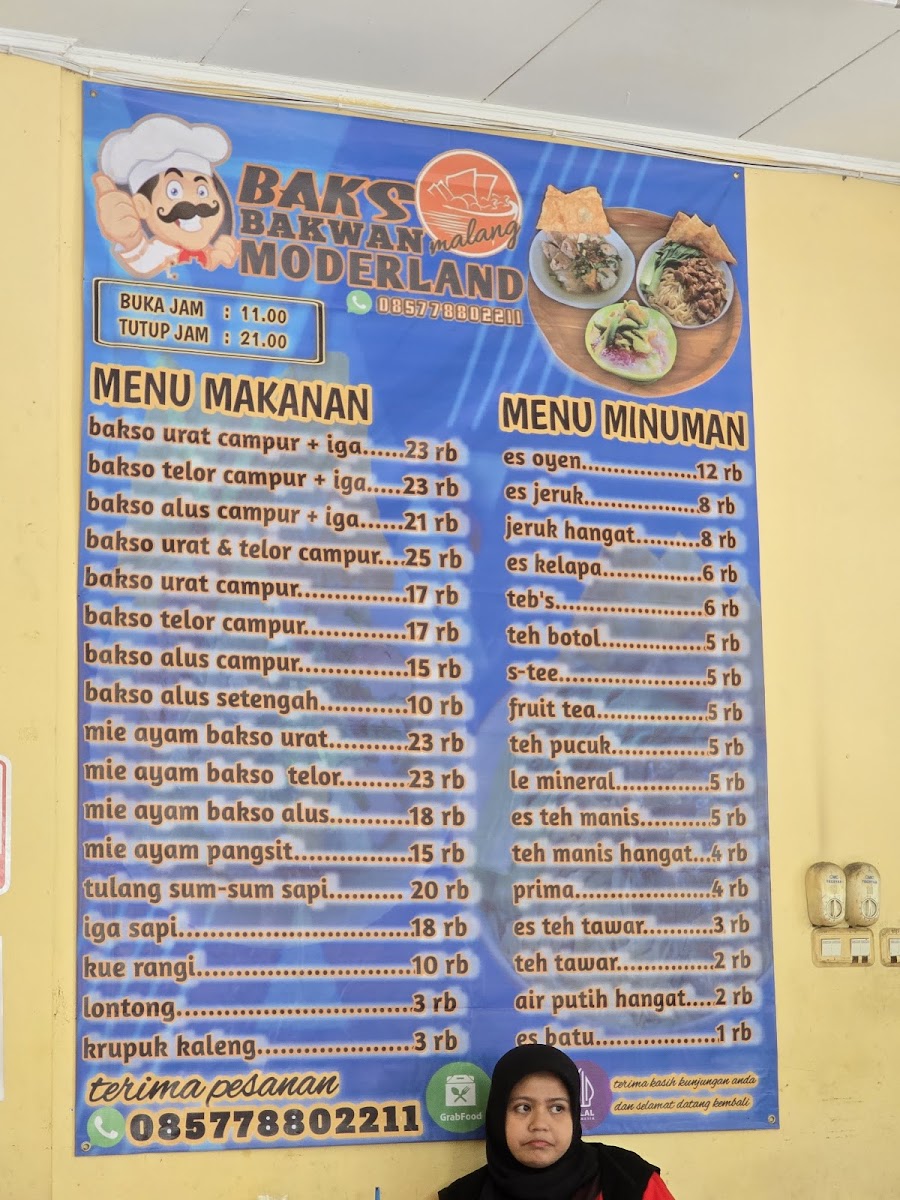 BAKSO
BAKWAN malang
MODERLAND
085778802211
BUKA JAM : 11.00
TUTUP JAM : 21.00
MENU MAKANAN
bakso urat campur + iga......23 rb
bakso telor campur + iga.....23 rb
bakso alus campur + iga......21 rb
bakso urat & telor campur....25 rb
bakso urat campur..............17 rb
bakso telor campur.............17 rb
bakso alus campur..............15 rb
bakso alus setengah...........10 rb
mie ayam bakso urat..........23 rb
mie ayam bakso telor.........23 rb
mie ayam bakso alus..........18 rb
mie ayam pangsit...............15 rb
tulang sum-sum sapi.......... 20 rb
iga sapi...............................18 rb
kue rangi............................10 rb
lontong...............................3 rb
krupuk kaleng....................3 rb
terima pesanan
085778802211
MENU MINUMAN
es oyen................12 rb
es jeruk................8 rb
jeruk hangat..........8 rb
es kelapa..............6 rb
teb's.....................6 rb
teh botol...............5 rb
s-tee.....................5 rb
fruit tea................5 rb
teh pucuk..............5 rb
le mineral.............5 rb
es teh manis..........5 rb
teh manis hangat...4 rb
prima...................4 rb
es teh tawar..........3 rb
teh tawar..............2 rb
air putih hangat....2 rb
es batu.................1 rb
GrabFood
LAL
terima kasih kunjungan anda
dan selamat datang kembali